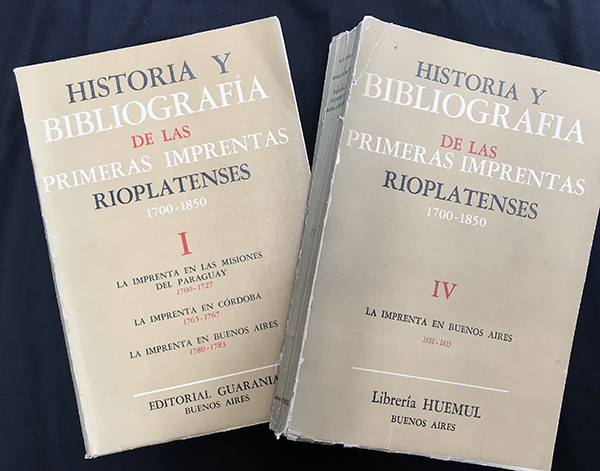 HISTORIA Y
BIBLIOGRAFÍA
DE LAS
PRIMERAS IMPRENTAS
RIOPLATENSES
1700-1850
I
LA IMPRENTA EN LAS MISIONES
DEL PARAGUAY
1700-1727
LA IMPRENTA EN CÓRDOBA
1765-1767
LA IMPRENTA EN BUENOS AIRES
1780-1783
EDITORIAL GUARANIA
BUENOS AIRES
HISTORIA Y
BIBLIOGRAFIA
DE LAS
PRIMERAS IMPRENTAS
RIOPLATENSES
1700-1850
IV
LA IMPRENTA EN BUENOS AIRES
1810-1815
Librería HUEMUL
BUENOS AIRES